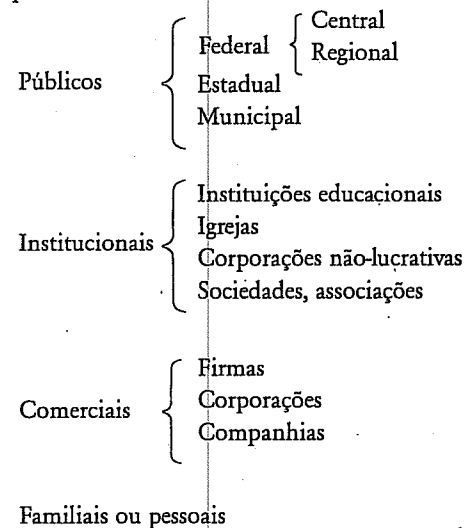 Central
Federal
Regional
Públicos
Estadual
Municipal
Instituições educacionais
Igrejas
Institucionais
Corporações não-lucrativas
Sociedades, associações
Firmas
Comerciais
Corporações
Companhias
Familiais ou pessoais